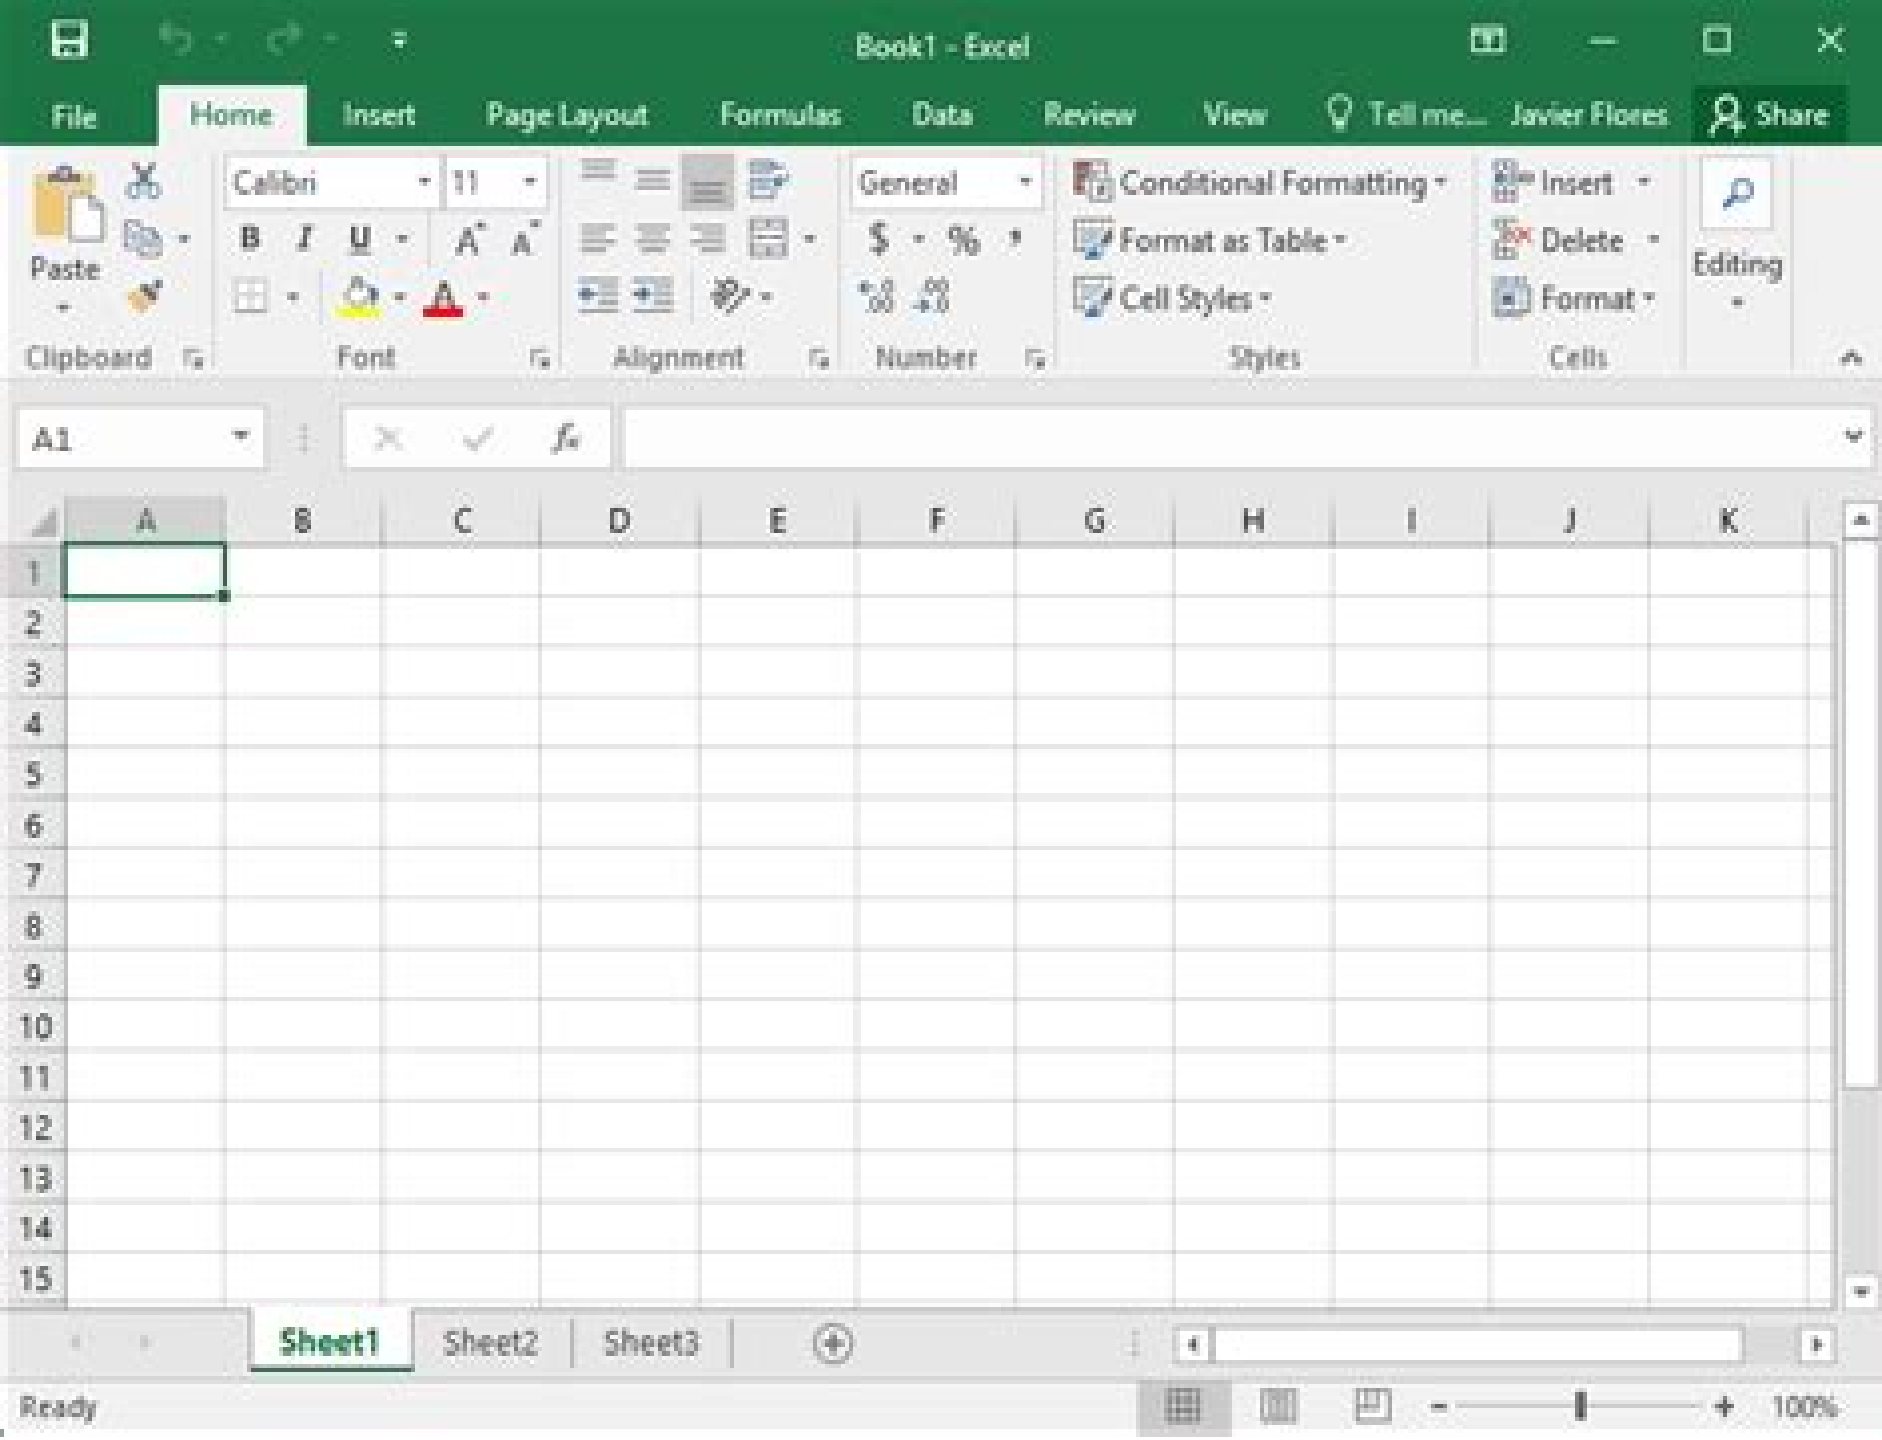 Book1 - Excel
File Home Insert Page Layout Formulas Data Review View Tell me... Javier Flores Share
Calibri 11 General Conditional Formatting Insert
B I U A A $ % , Format as Table Delete
Paste Editing
A Cell Styles Format
Clipboard Font Alignment Number Styles Cells
A1 fx
A B C D E F G H I J K
1
2
3
4
5
6
7
8
9
10
11
12
13
14
15
Sheet1 Sheet2 Sheet3
Ready 100%